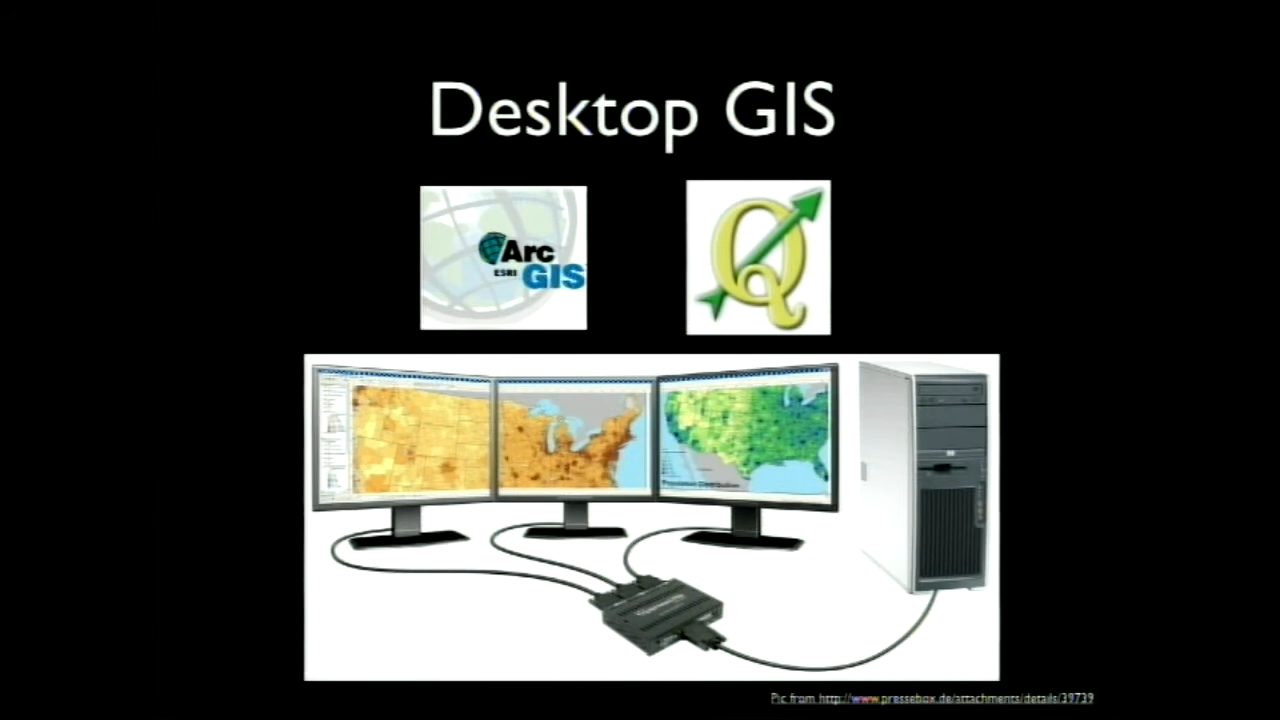 Desktop GIS
Arc
ESRI GIS
Q
Pic from http://www.pressebox.de/attachments/details/39739